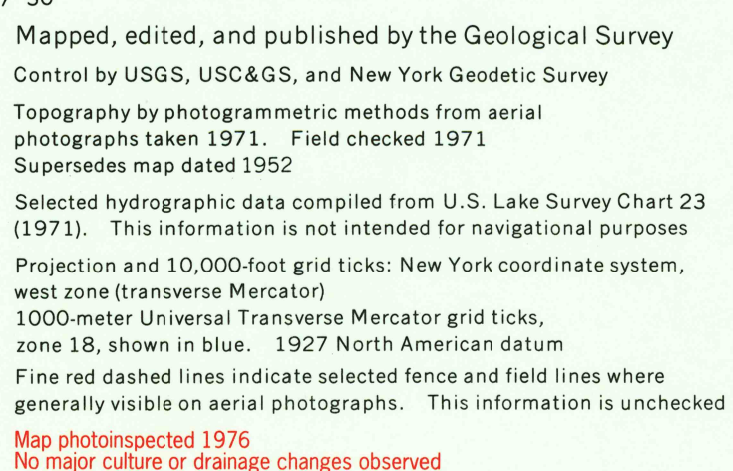 Mapped, edited, and published by the Geological Survey
Control by USGS, USC&GS, and New York Geodetic Survey
Topography by photogrammetric methods from aerial
photographs taken 1971. Field checked 1971
Supersedes map dated 1952
Selected hydrographic data compiled from U.S. Lake Survey Chart 23
(1971). This information is not intended for navigational purposes
Projection and 10,000-foot grid ticks: New York coordinate system,
west zone (transverse Mercator)
1000-meter Universal Transverse Mercator grid ticks,
zone 18, shown in blue. 1927 North American datum
Fine red dashed lines indicate selected fence and field lines where
generally visible on aerial photographs. This information is unchecked
Map photoinspected 1976
No major culture or drainage changes observed